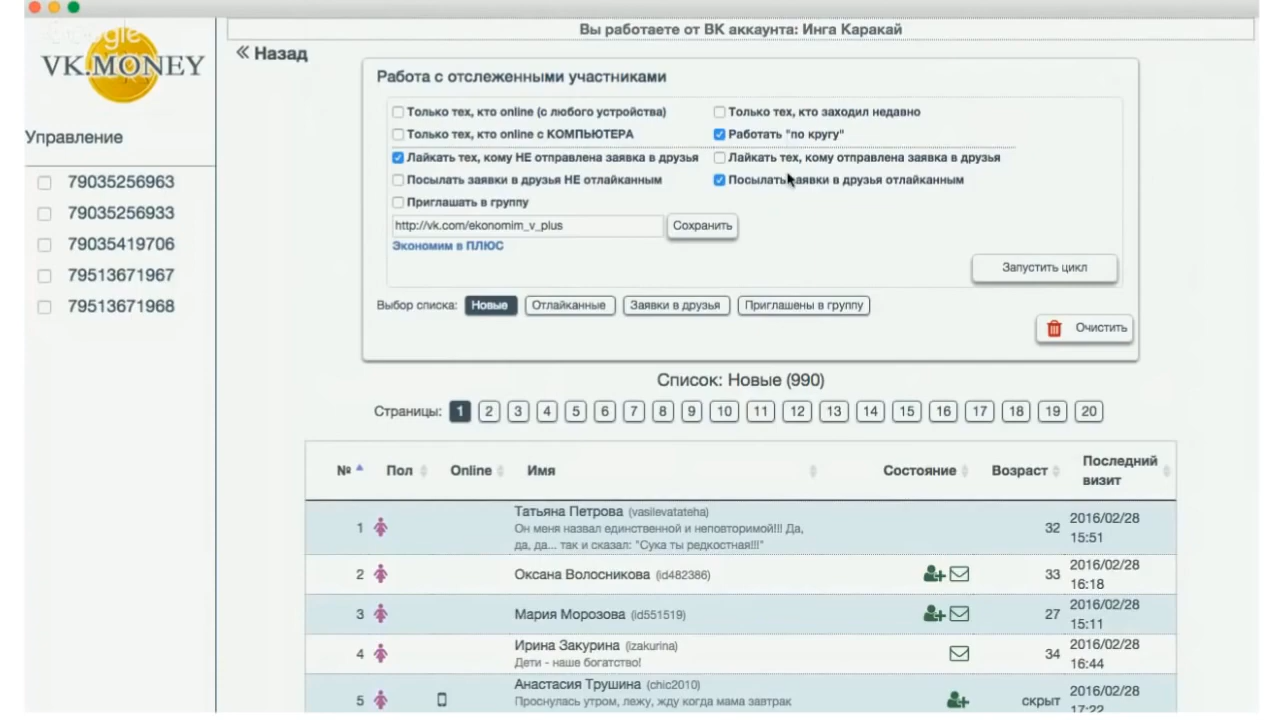 Google
VK.MONEY
Вы работаете от ВК аккаунта: Инга Каракай
« Назад
Управление
79035256963
79035256933
79035419706
79513671967
79513671968
Работа с отслеженными участниками
Только тех, кто online (с любого устройства)
Только тех, кто заходил недавно
Только тех, кто online с КОМПЬЮТЕРА
Работать "по кругу"
Лайкать тех, кому НЕ отправлена заявка в друзья
Лайкать тех, кому отправлена заявка в друзья
Посылать заявки в друзья НЕ отлайканным
Посылать заявки в друзья отлайканным
Приглашать в группу
http://vk.com/ekonomim_v_plus Сохранить
Экономим в ПЛЮС
Запустить цикл
Выбор списка: Новые Отлайканные Заявки в друзья Приглашены в группу
Очистить
Список: Новые (990)
Страницы: 1 2 3 4 5 6 7 8 9 10 11 12 13 14 15 16 17 18 19 20
№ Пол Online Имя Состояние Возраст Последний визит
1 Татьяна Петрова (vasilevatateha) 32 2016/02/28 15:51
Он меня назвал единственной и неповторимой!!! Да,
да, да... так и сказал: "Сука ты редкостная!!!"
2 Оксана Волосникова (id482386) 33 2016/02/28 16:18
3 Мария Морозова (id551519) 27 2016/02/28 15:11
4 Ирина Закурина (izakurina) 34 2016/02/28 16:44
Дети - наше богатство!
5 Анастасия Трушина (chic2010) скрыт 2016/02/28 17:22
Проснулась утром, лежу, жду когда мама завтрак